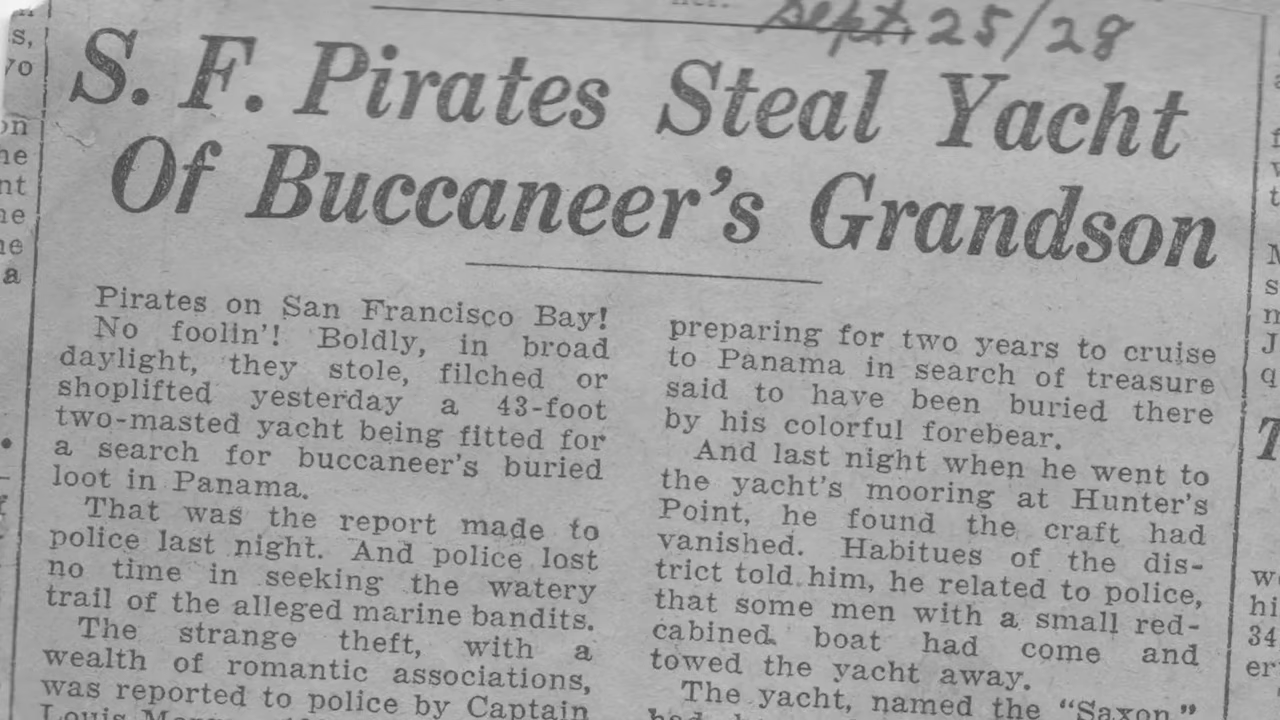 Sept. 25/28
S. F. Pirates Steal Yacht
Of Buccaneer's Grandson
Pirates on San Francisco Bay!
No foolin'! Boldly, in broad
daylight, they stole, filched or
shoplifted yesterday a 43-foot
two-masted yacht being fitted for
a search for buccaneer's buried
loot in Panama.
That was the report made to
police last night. And police lost
no time in seeking the watery
trail of the alleged marine bandits.
The strange theft, with a
wealth of romantic associations,
was reported to police by Captain
Louis
preparing for two years to cruise
to Panama in search of treasure
said to have been buried there
by his colorful forebear.
And last night when he went to
the yacht's mooring at Hunter's
Point, he found the craft had
vanished. Habitues of the dis-
trict told him, he related to police,
that some men with a small red-
cabined boat had come and
towed the yacht away.
The yacht, named the "Saxon,"
had